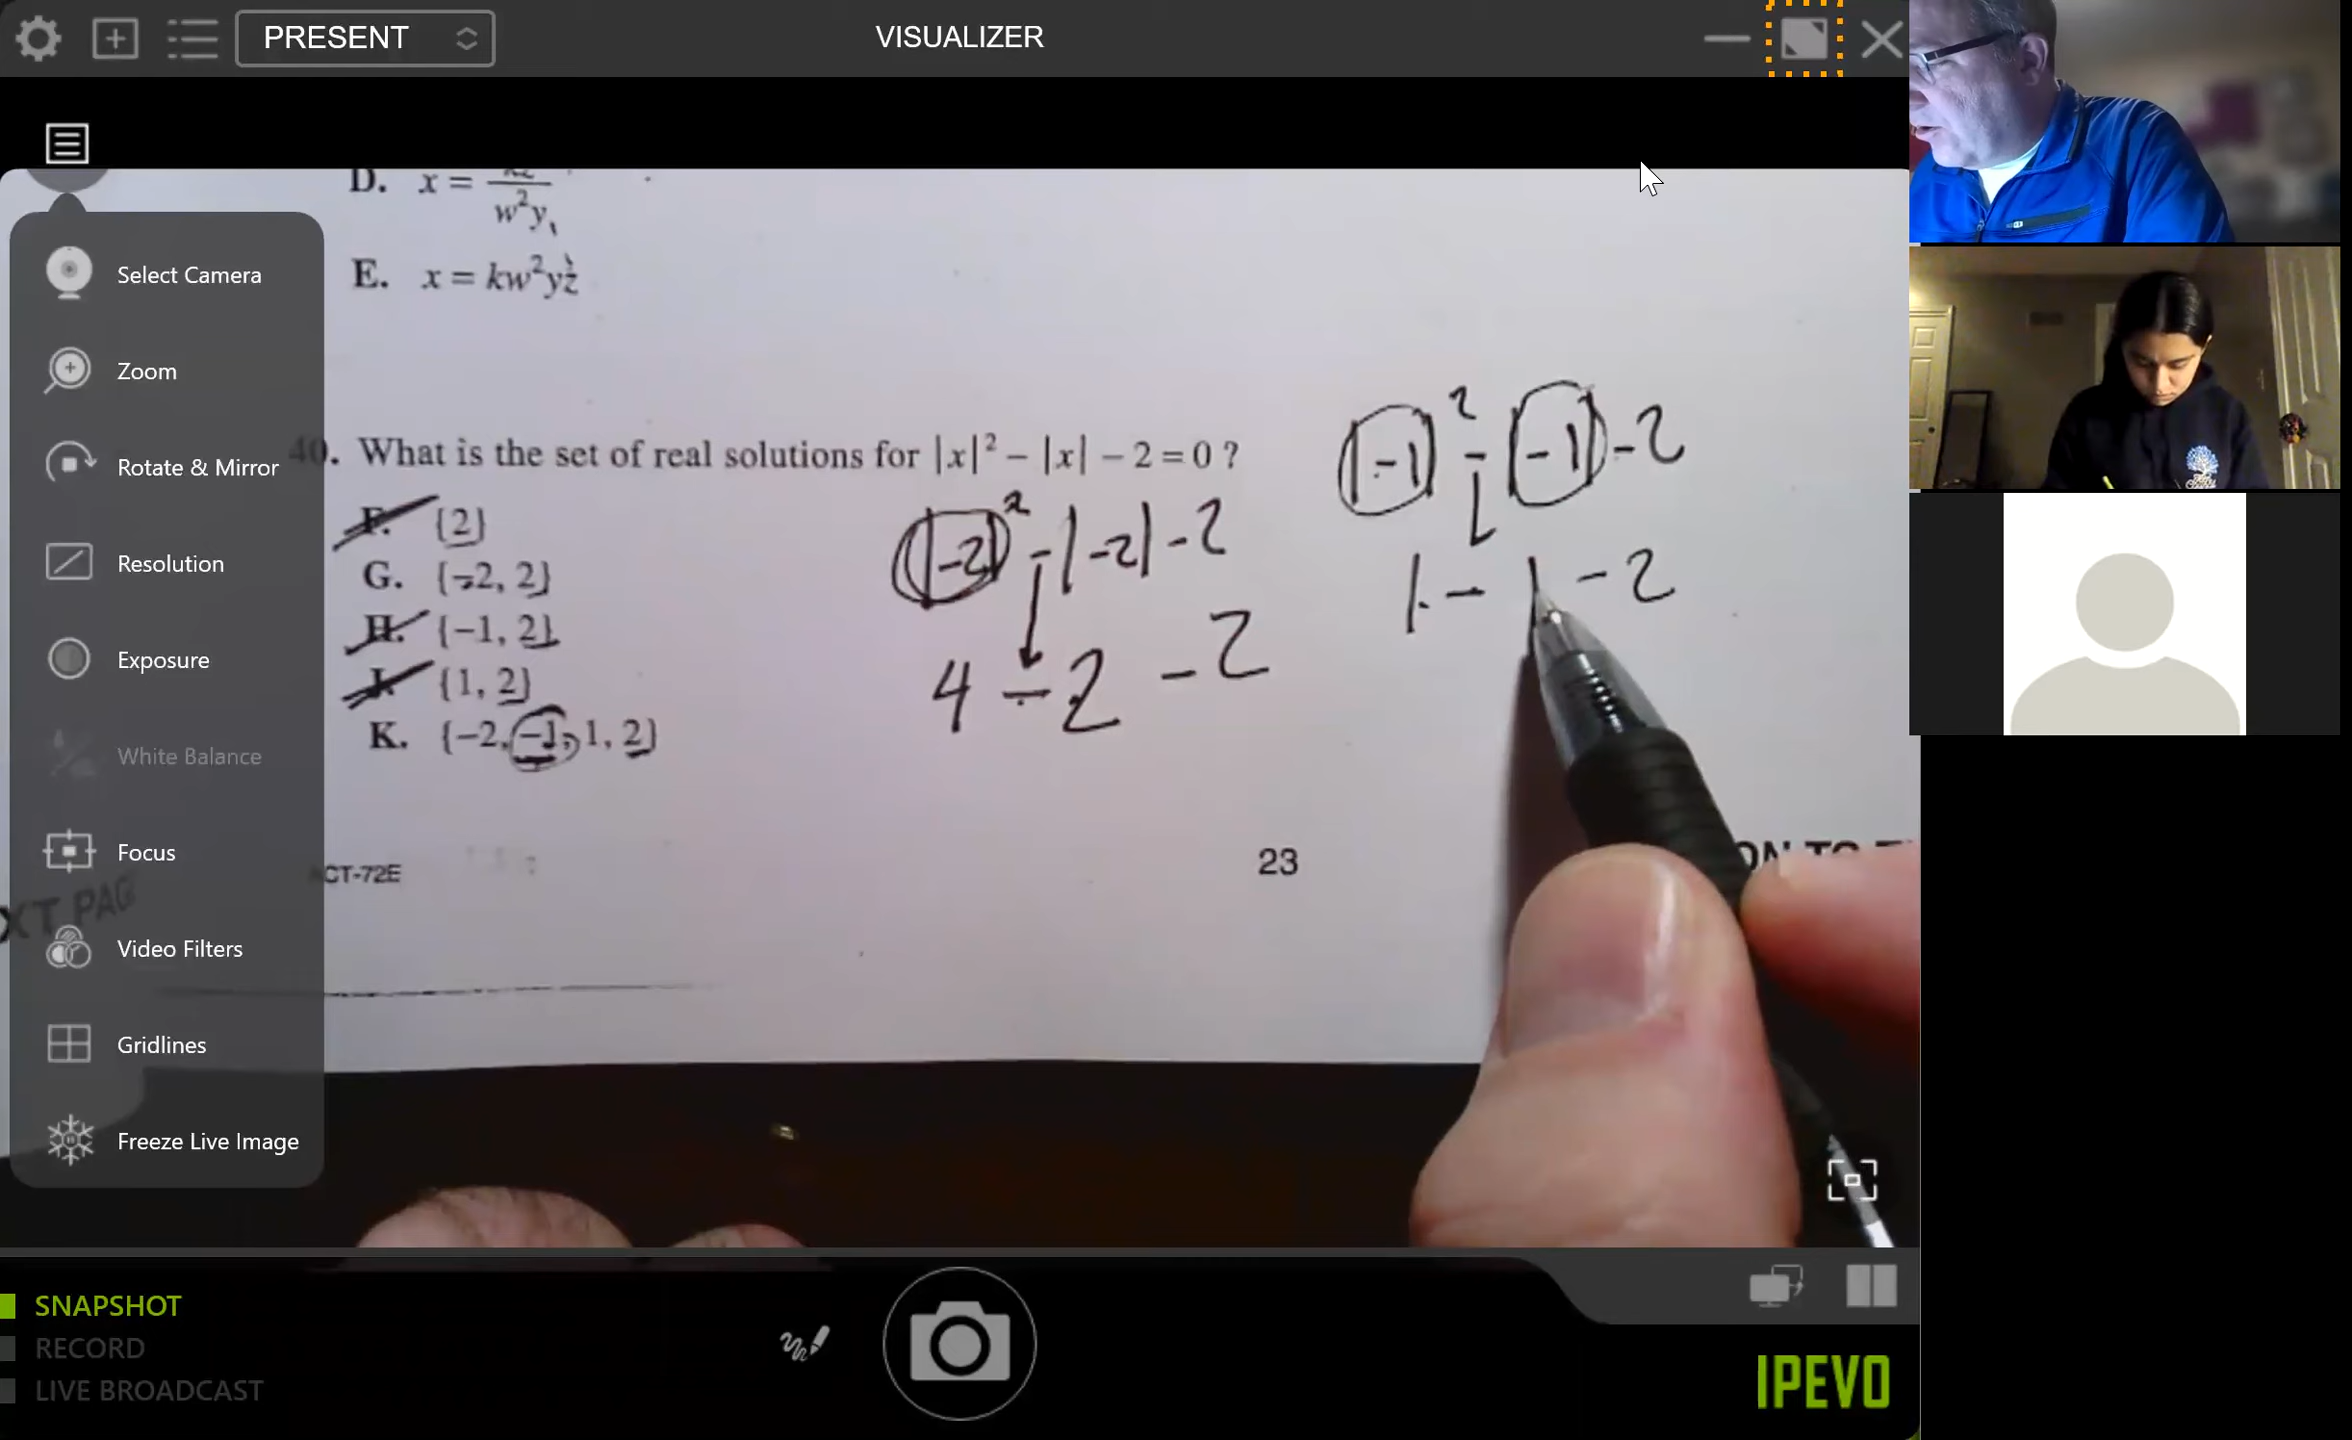 PRESENT
VISUALIZER
Select Camera
Zoom
Rotate & Mirror
Resolution
Exposure
White Balance
Focus
Video Filters
Gridlines
Freeze Live Image
D. x =
w²y
E. x = kw²yz
40. What is the set of real solutions for |x|² − |x| − 2 = 0 ?
F. {2}
G. {−2, 2}
H. {−1, 2}
J. {1, 2}
K. {−2, −1, 1, 2}
|-2|² - |-2| - 2
4 - 2 - 2
|-1|² - |-1| - 2
1 - 1 - 2
CT-72E
23
XT PAG
SNAPSHOT
RECORD
LIVE BROADCAST
IPEVO